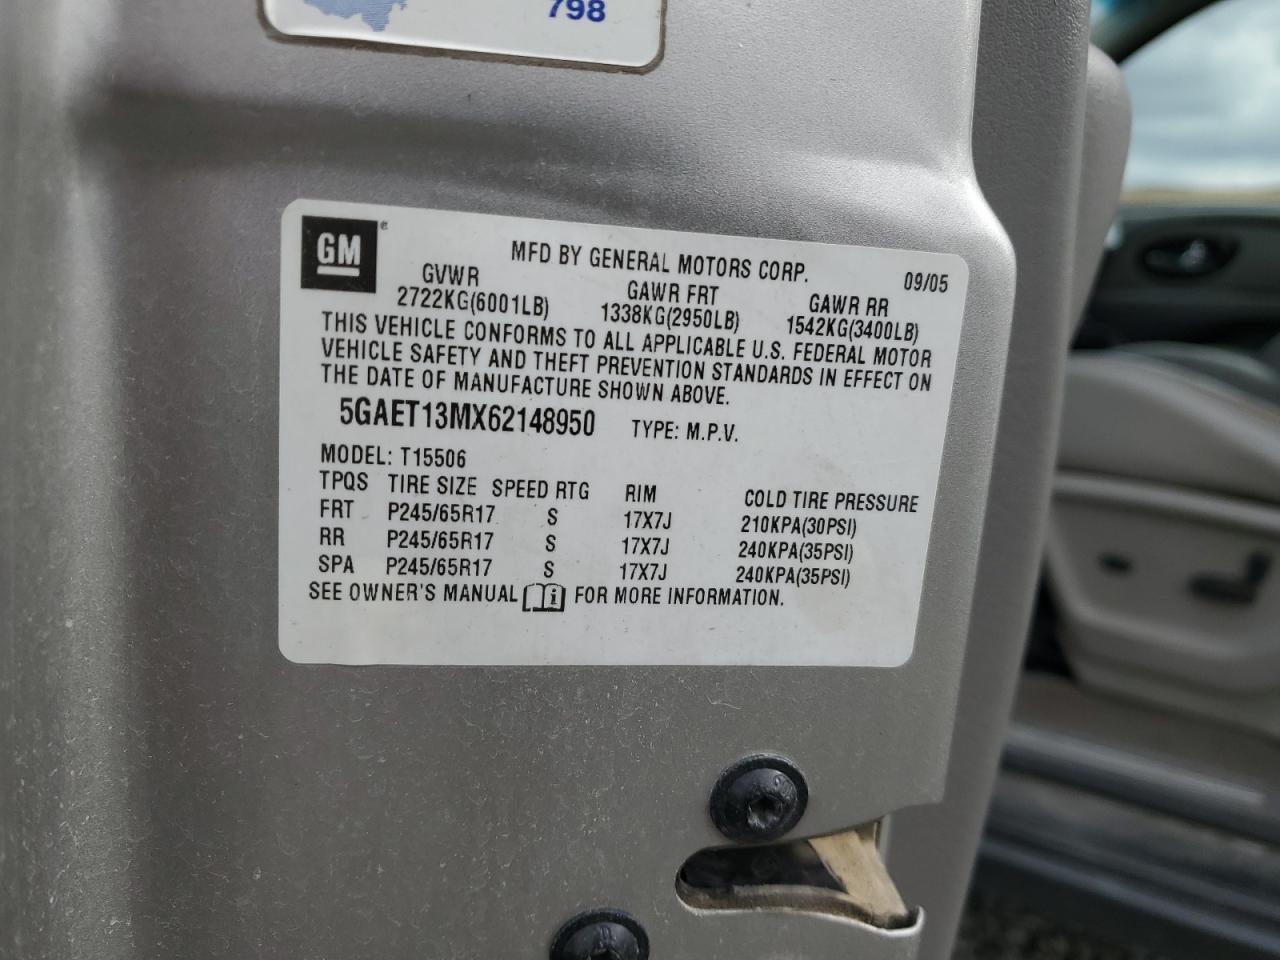 798
GM ®
MFD BY GENERAL MOTORS CORP. 09/05
GVWR GAWR FRT GAWR RR
2722KG(6001LB) 1338KG(2950LB) 1542KG(3400LB)
THIS VEHICLE CONFORMS TO ALL APPLICABLE U.S. FEDERAL MOTOR
VEHICLE SAFETY AND THEFT PREVENTION STANDARDS IN EFFECT ON
THE DATE OF MANUFACTURE SHOWN ABOVE.
5GAET13MX62148950 TYPE: M.P.V.
MODEL: T15506
TPQS TIRE SIZE SPEED RTG RIM COLD TIRE PRESSURE
FRT P245/65R17 S 17X7J 210KPA(30PSI)
RR P245/65R17 S 17X7J 240KPA(35PSI)
SPA P245/65R17 S 17X7J 240KPA(35PSI)
SEE OWNER'S MANUAL i FOR MORE INFORMATION.